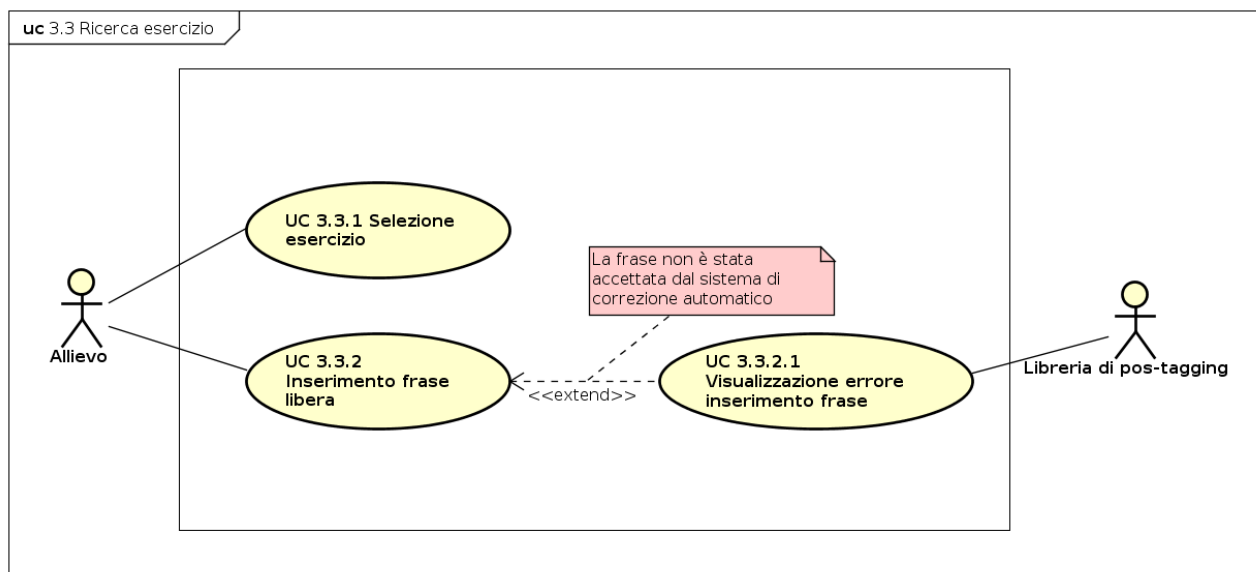 uc 3.3 Ricerca esercizio
UC 3.3.1 Selezione
esercizio
La frase non è stata
accettata dal sistema di
correzione automatico
Allievo
UC 3.3.2
Inserimento frase
libera
<<extend>>
UC 3.3.2.1
Visualizzazione errore
inserimento frase
Libreria di pos-tagging